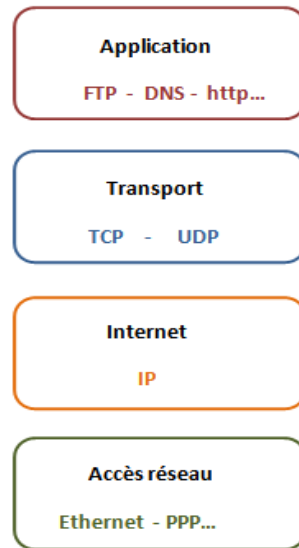 Application
FTP - DNS - http...
Transport
TCP - UDP
Internet
IP
Accès réseau
Ethernet - PPP...